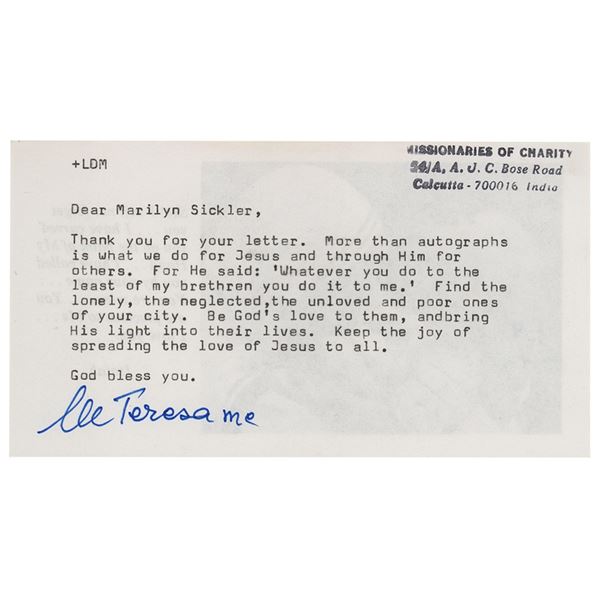 +LDM
MISSIONARIES OF CHARITY
54/A, A. J. C. Bose Road
Calcutta - 700016 India
Dear Marilyn Sickler,
Thank you for your letter. More than autographs
is what we do for Jesus and through Him for
others. For He said: 'Whatever you do to the
least of my brethren you do it to me.' Find the
lonely, the neglected,the unloved and poor ones
of your city. Be God's love to them, andbring
His light into their lives. Keep the joy of
spreading the love of Jesus to all.
God bless you.
Teresa mc